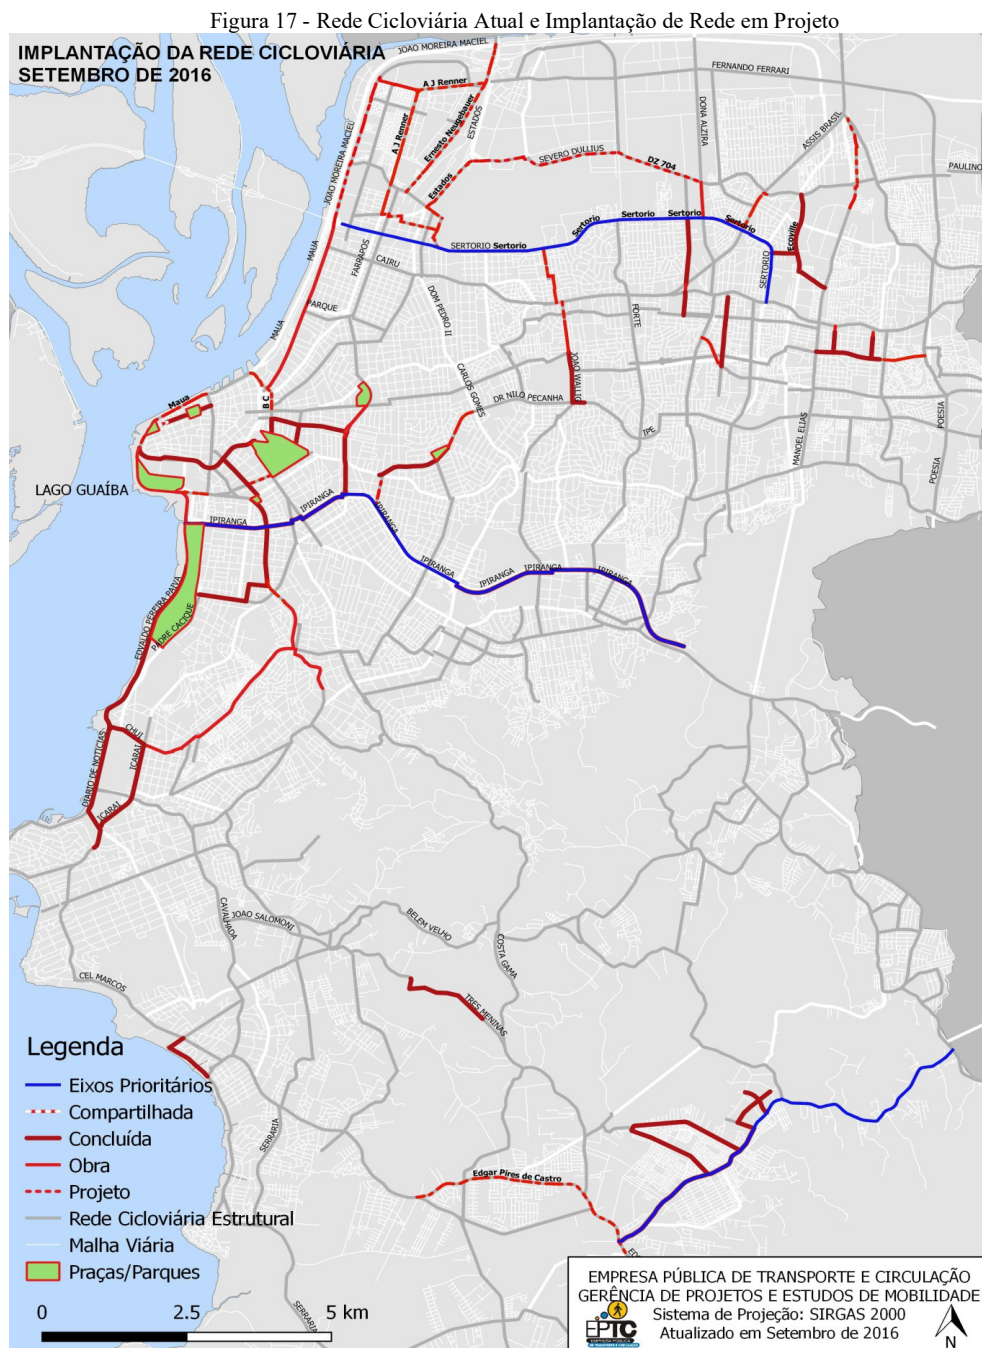 Figura 17 - Rede Cicloviária Atual e Implantação de Rede em Projeto
IMPLANTAÇÃO DA REDE CICLOVIÁRIA
SETEMBRO DE 2016
JOAO MOREIRA MACIEL
FERNANDO FERRARI
A J Renner
Ernesto Neugebauer
ESTADOS
DONA ALZIRA
ASSIS BRASIL
JOAO MOREIRA MACIEL
A J Renner
SEVERO DULLIUS
DZ 704
PAULINO
Estados
MAUA
FARRAPOS
CAIRU
SERTORIO
Sertorio
Sertorio
Sertorio
Sertorio
Sertorio
Ecoville
SERTORIO
PARQUE
DOM PEDRO II
FORTE
MAUA
CARLOS GOMES
JOAO WALLIG
DR NILO PECANHA
Maua
B C
IPE
MANOEL ELIAS
POESIA
POESIA
LAGO GUAÍBA
IPIRANGA
IPIRANGA
IPIRANGA
IPIRANGA
IPIRANGA
IPIRANGA
IPIRANGA
EDVALDO PEREIRA PAIVA
PADRE CACIQUE
CHUI
DIARIO DE NOTICIAS
ICARAI
ICARAI
CAVALHADA
JOAO SALOMONI
BELEM VELHO
COSTA GAMA
CEL MARCOS
TRES MENINAS
SERRARIA
Edgar Pires de Castro
SERRARIA
Legenda
Eixos Prioritários
Compartilhada
Concluída
Obra
Projeto
Rede Cicloviária Estrutural
Malha Viária
Praças/Parques
0 2.5 5 km
EMPRESA PÚBLICA DE TRANSPORTE E CIRCULAÇÃO
GERÊNCIA DE PROJETOS E ESTUDOS DE MOBILIDADE
Sistema de Projeção: SIRGAS 2000
Atualizado em Setembro de 2016
EPTC
N